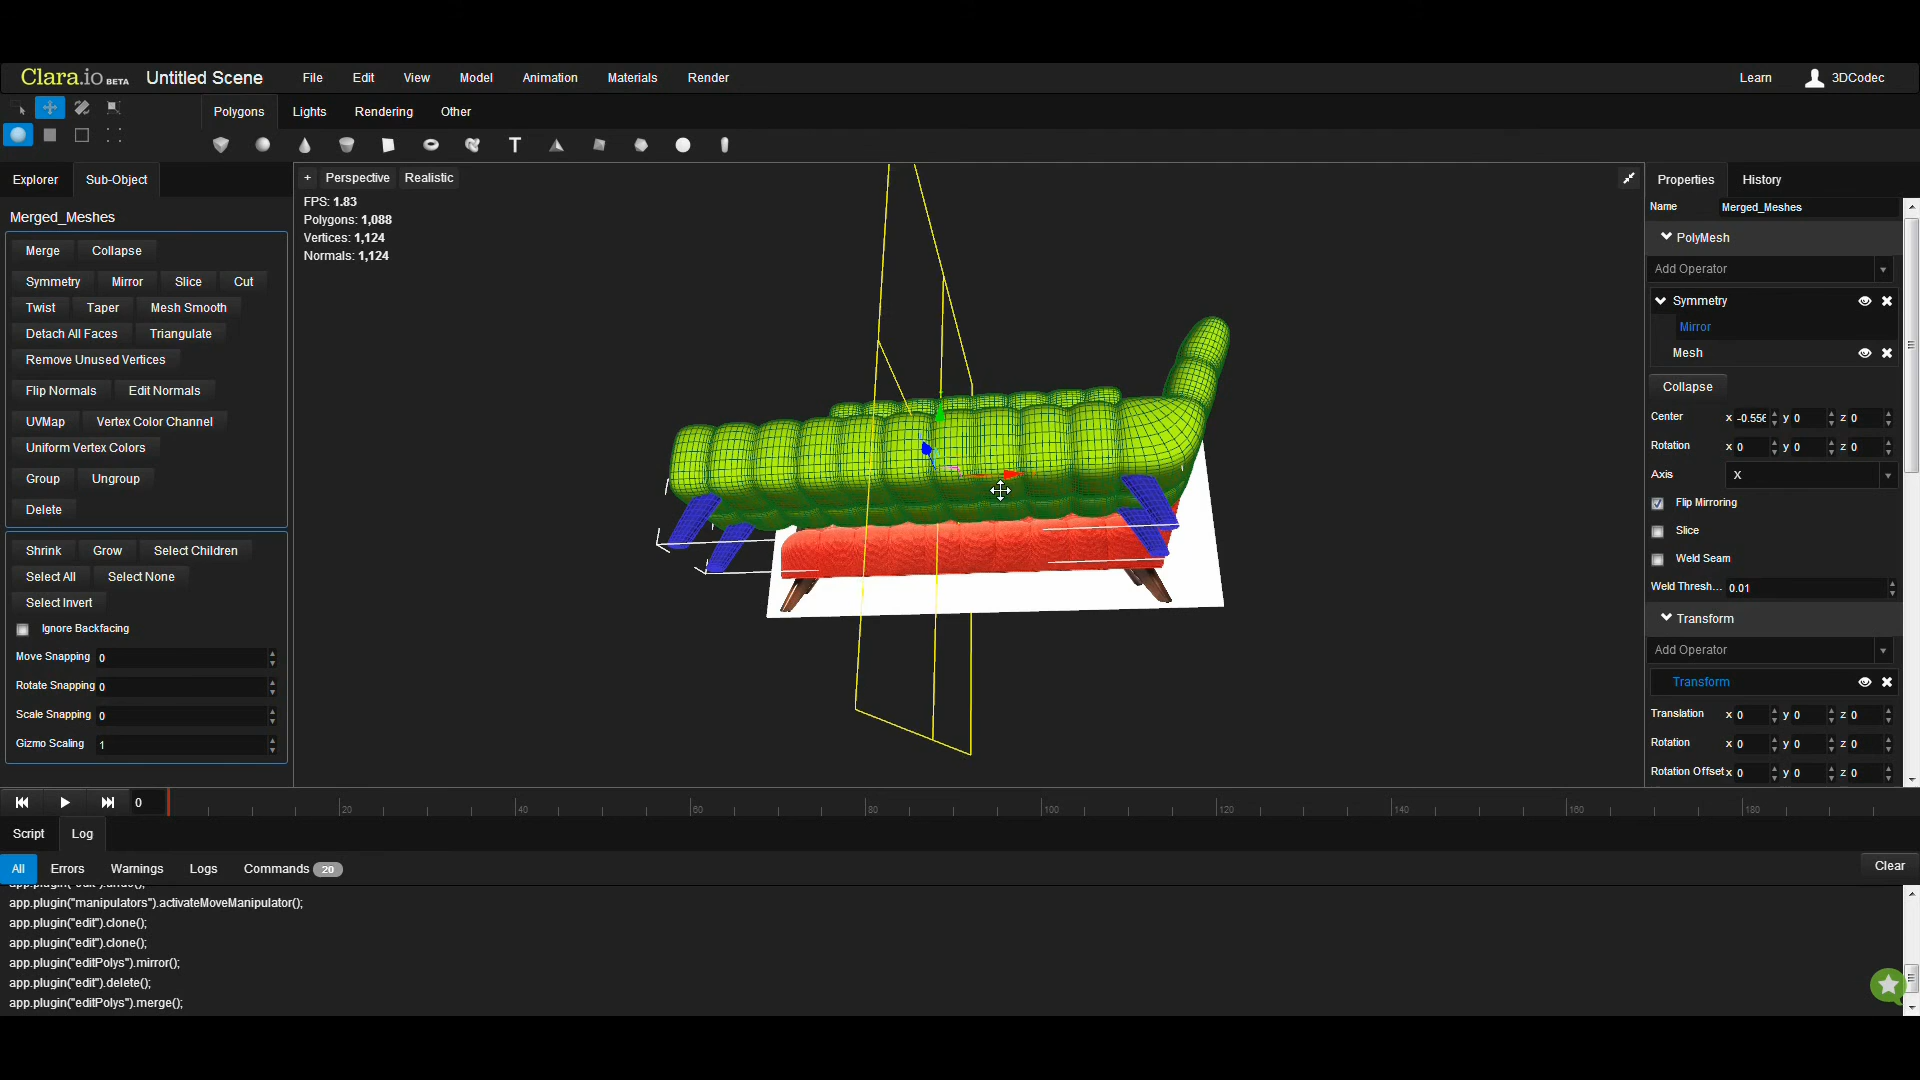 Clara.io BETA Untitled Scene File Edit View Model Animation Materials Render Learn 3DCodec
Polygons Lights Rendering Other
T
Explorer Sub-Object
+ Perspective Realistic
Properties History
FPS: 1.83
Polygons: 1,088
Vertices: 1,124
Normals: 1,124
Merged_Meshes
Merge Collapse
Symmetry Mirror Slice Cut
Twist Taper Mesh Smooth
Detach All Faces Triangulate
Remove Unused Vertices
Flip Normals Edit Normals
UVMap Vertex Color Channel
Uniform Vertex Colors
Group Ungroup
Delete
Shrink Grow Select Children
Select All Select None
Select Invert
Ignore Backfacing
Move Snapping 0
Rotate Snapping 0
Scale Snapping 0
Gizmo Scaling 1
Name Merged_Meshes
PolyMesh
Add Operator
Symmetry
Mirror
Mesh
Collapse
Center x -0.556 y 0 z 0
Rotation x 0 y 0 z 0
Axis X
Flip Mirroring
Slice
Weld Seam
Weld Thresh... 0.01
Transform
Add Operator
Transform
Translation x 0 y 0 z 0
Rotation x 0 y 0 z 0
Rotation Offset x 0 y 0 z 0
0 20 40 60 80 100 120 140 160 180
Script Log
All Errors Warnings Logs Commands 20 Clear
app.plugin("manipulators").activateMoveManipulator();
app.plugin("edit").clone();
app.plugin("edit").clone();
app.plugin("editPolys").mirror();
app.plugin("edit").delete();
app.plugin("editPolys").merge();